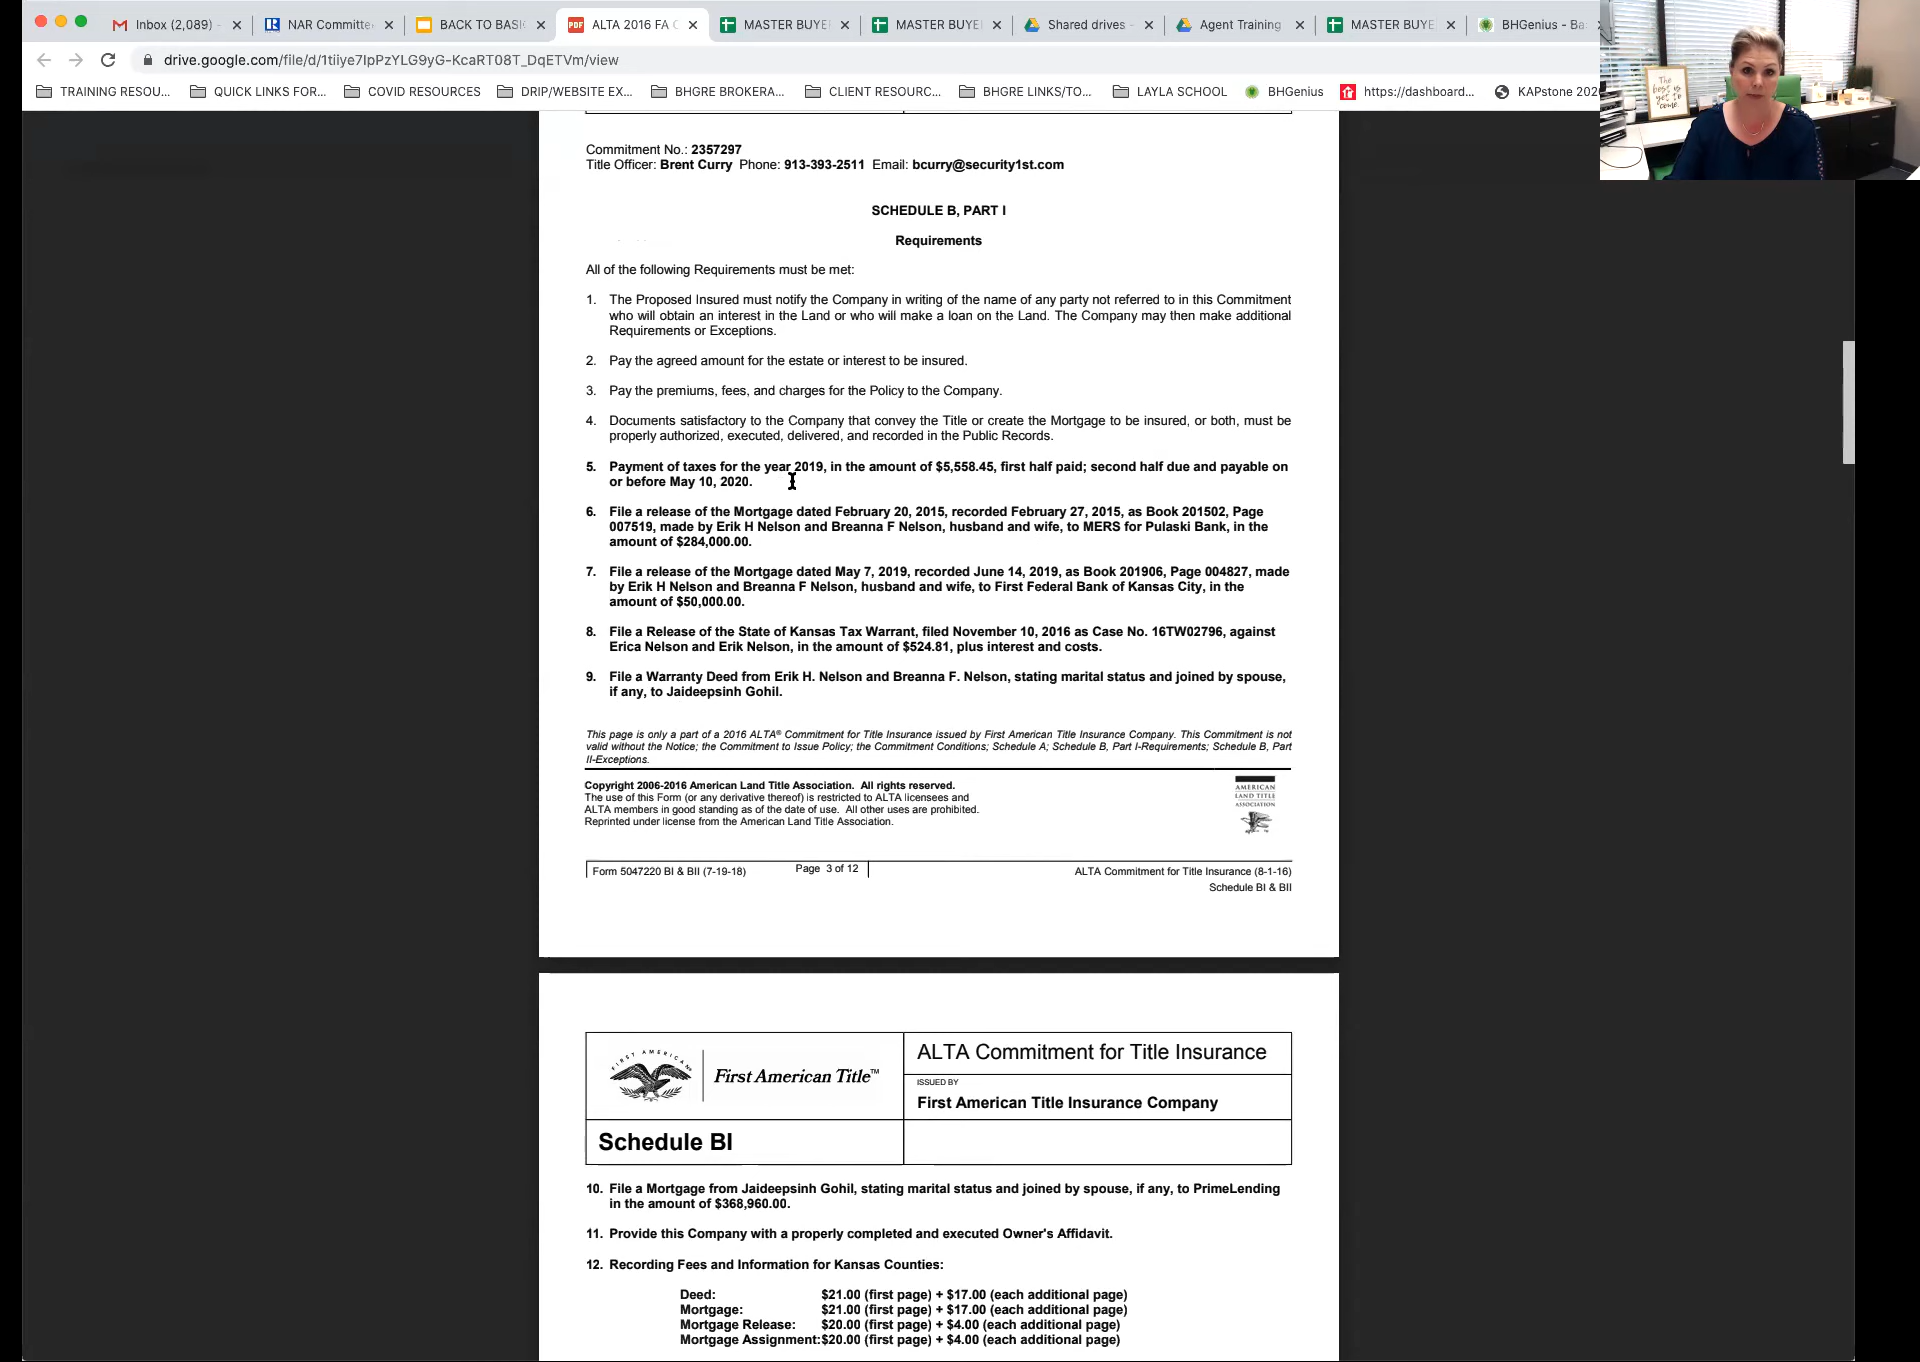 Inbox (2,089) -
NAR Committe
BACK TO BASI
PDF
ALTA 2016 FA C
MASTER BUYE
MASTER BUYE
Shared drives -
Agent Training
MASTER BUYE
BHGenius - Ba
drive.google.com/file/d/1tiiye7IpPzYLG9yG-KcaRT08T_DqETVm/view
TRAINING RESOU...
QUICK LINKS FOR...
COVID RESOURCES
DRIP/WEBSITE EX...
BHGRE BROKERA...
CLIENT RESOURC...
BHGRE LINKS/TO...
LAYLA SCHOOL
BHGenius
https://dashboard...
KAPstone 202
The
best is
yet to
come.
Commitment No.: 2357297
Title Officer: Brent Curry Phone: 913-393-2511 Email: bcurry@security1st.com
SCHEDULE B, PART I
Requirements
All of the following Requirements must be met:
1. The Proposed Insured must notify the Company in writing of the name of any party not referred to in this Commitment
who will obtain an interest in the Land or who will make a loan on the Land. The Company may then make additional
Requirements or Exceptions.
2. Pay the agreed amount for the estate or interest to be insured.
3. Pay the premiums, fees, and charges for the Policy to the Company.
4. Documents satisfactory to the Company that convey the Title or create the Mortgage to be insured, or both, must be
properly authorized, executed, delivered, and recorded in the Public Records.
5. Payment of taxes for the year 2019, in the amount of $5,558.45, first half paid; second half due and payable on
or before May 10, 2020.
6. File a release of the Mortgage dated February 20, 2015, recorded February 27, 2015, as Book 201502, Page
007519, made by Erik H Nelson and Breanna F Nelson, husband and wife, to MERS for Pulaski Bank, in the
amount of $284,000.00.
7. File a release of the Mortgage dated May 7, 2019, recorded June 14, 2019, as Book 201906, Page 004827, made
by Erik H Nelson and Breanna F Nelson, husband and wife, to First Federal Bank of Kansas City, in the
amount of $50,000.00.
8. File a Release of the State of Kansas Tax Warrant, filed November 10, 2016 as Case No. 16TW02796, against
Erica Nelson and Erik Nelson, in the amount of $524.81, plus interest and costs.
9. File a Warranty Deed from Erik H. Nelson and Breanna F. Nelson, stating marital status and joined by spouse,
if any, to Jaideepsinh Gohil.
This page is only a part of a 2016 ALTA® Commitment for Title Insurance issued by First American Title Insurance Company. This Commitment is not
valid without the Notice; the Commitment to Issue Policy; the Commitment Conditions; Schedule A; Schedule B, Part I-Requirements; Schedule B, Part
II-Exceptions.
Copyright 2006-2016 American Land Title Association. All rights reserved.
The use of this Form (or any derivative thereof) is restricted to ALTA licensees and
ALTA members in good standing as of the date of use. All other uses are prohibited.
Reprinted under license from the American Land Title Association.
AMERICAN
LAND TITLE
ASSOCIATION
Form 5047220 BI & BII (7-19-18)
Page 3 of 12
ALTA Commitment for Title Insurance (8-1-16)
Schedule BI & BII
FIRST AMERICAN
First American Title™
ALTA Commitment for Title Insurance
ISSUED BY
First American Title Insurance Company
Schedule BI
10. File a Mortgage from Jaideepsinh Gohil, stating marital status and joined by spouse, if any, to PrimeLending
in the amount of $368,960.00.
11. Provide this Company with a properly completed and executed Owner's Affidavit.
12. Recording Fees and Information for Kansas Counties:
Deed: $21.00 (first page) + $17.00 (each additional page)
Mortgage: $21.00 (first page) + $17.00 (each additional page)
Mortgage Release: $20.00 (first page) + $4.00 (each additional page)
Mortgage Assignment:$20.00 (first page) + $4.00 (each additional page)